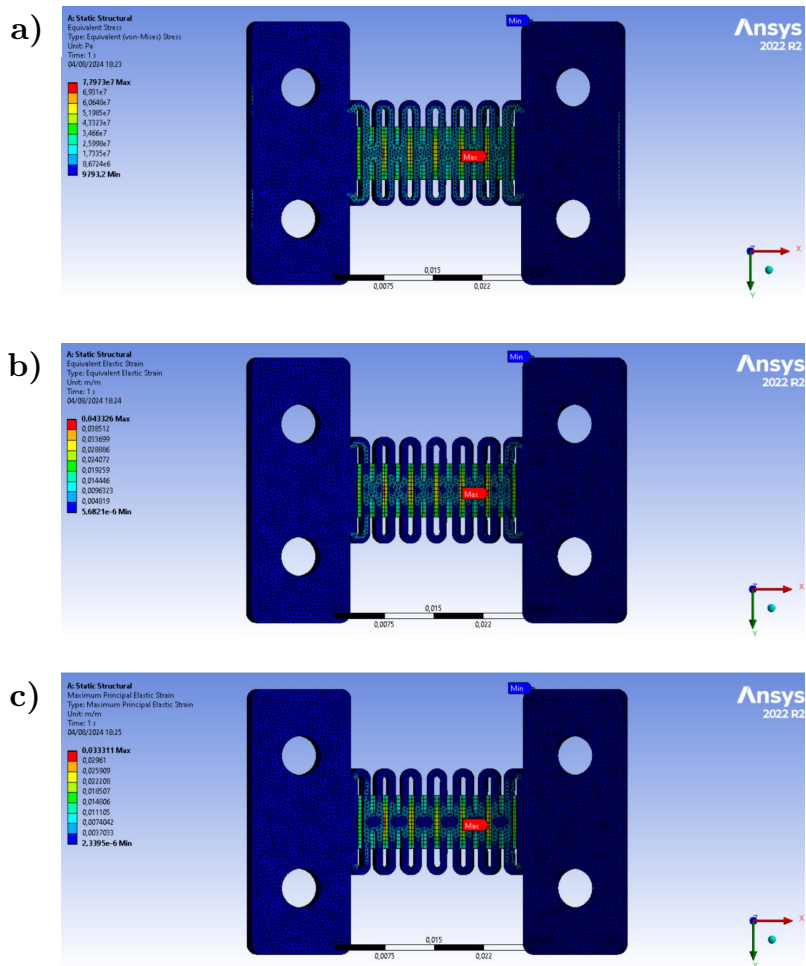 a)
A: Static Structural
Equivalent Stress
Type: Equivalent (von-Mises) Stress
Unit: Pa
Time: 1 s
04/08/2024 18:23
7,7973e7 Max
6,931e7
6,0648e7
5,1985e7
4,3323e7
3,466e7
2,5998e7
1,7335e7
8,6724e6
9793,2 Min
Min
Max
Ansys
2022 R2
0,015
0,0075
0,022
Z
X
Y
b)
A: Static Structural
Equivalent Elastic Strain
Type: Equivalent Elastic Strain
Unit: m/m
Time: 1 s
04/08/2024 18:24
0,043326 Max
0,038512
0,033699
0,028886
0,024072
0,019259
0,014446
0,0096323
0,004819
5,6821e-6 Min
Min
Max
Ansys
2022 R2
0,015
0,0075
0,022
Z
X
Y
c)
A: Static Structural
Maximum Principal Elastic Strain
Type: Maximum Principal Elastic Strain
Unit: m/m
Time: 1 s
04/08/2024 18:25
0,033311 Max
0,02961
0,025909
0,022208
0,018507
0,014806
0,011105
0,0074042
0,0037033
2,3395e-6 Min
Min
Max
Ansys
2022 R2
0,015
0,0075
0,022
Z
X
Y